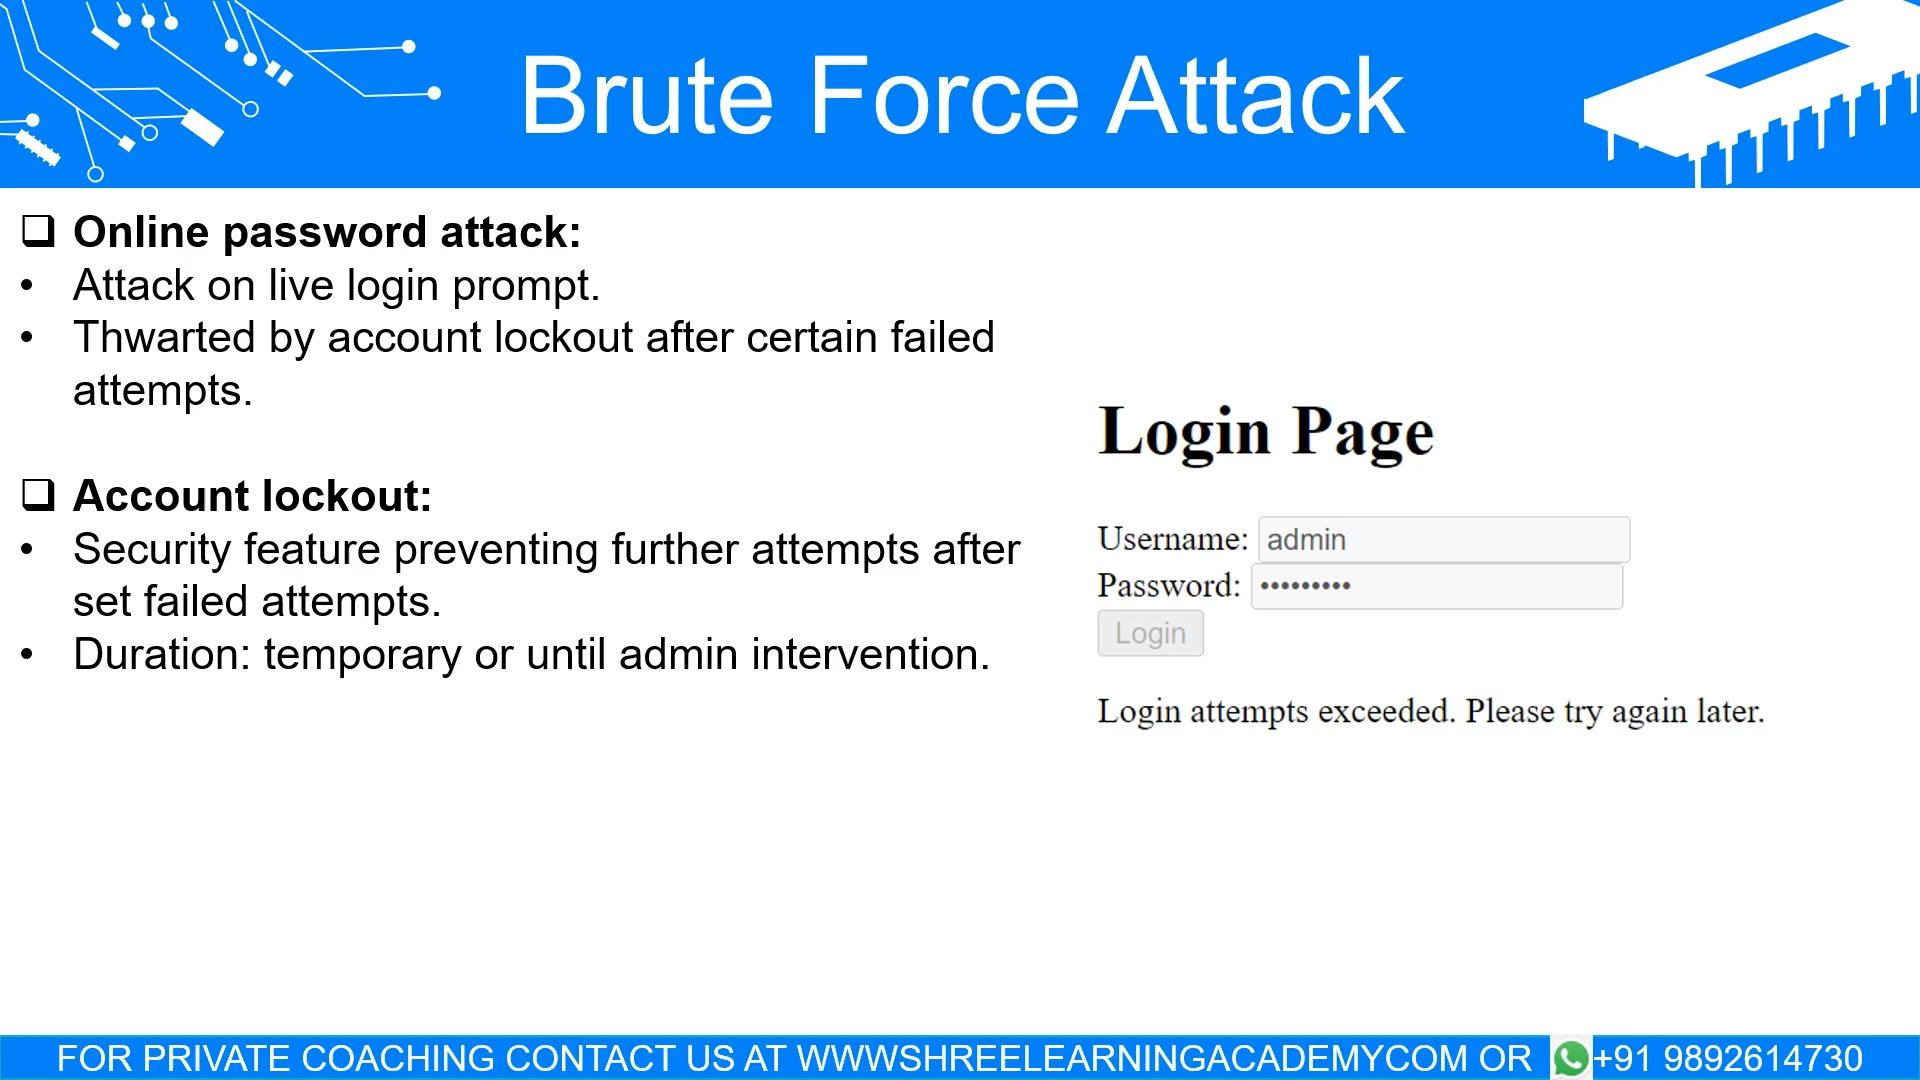 Brute Force Attack
❑ Online password attack:
• Attack on live login prompt.
• Thwarted by account lockout after certain failed
attempts.
❑ Account lockout:
• Security feature preventing further attempts after
set failed attempts.
• Duration: temporary or until admin intervention.
Login Page
Username: admin
Password: •••••••••
Login
Login attempts exceeded. Please try again later.
FOR PRIVATE COACHING CONTACT US AT WWWSHREELEARNINGACADEMYCOM OR +91 9892614730